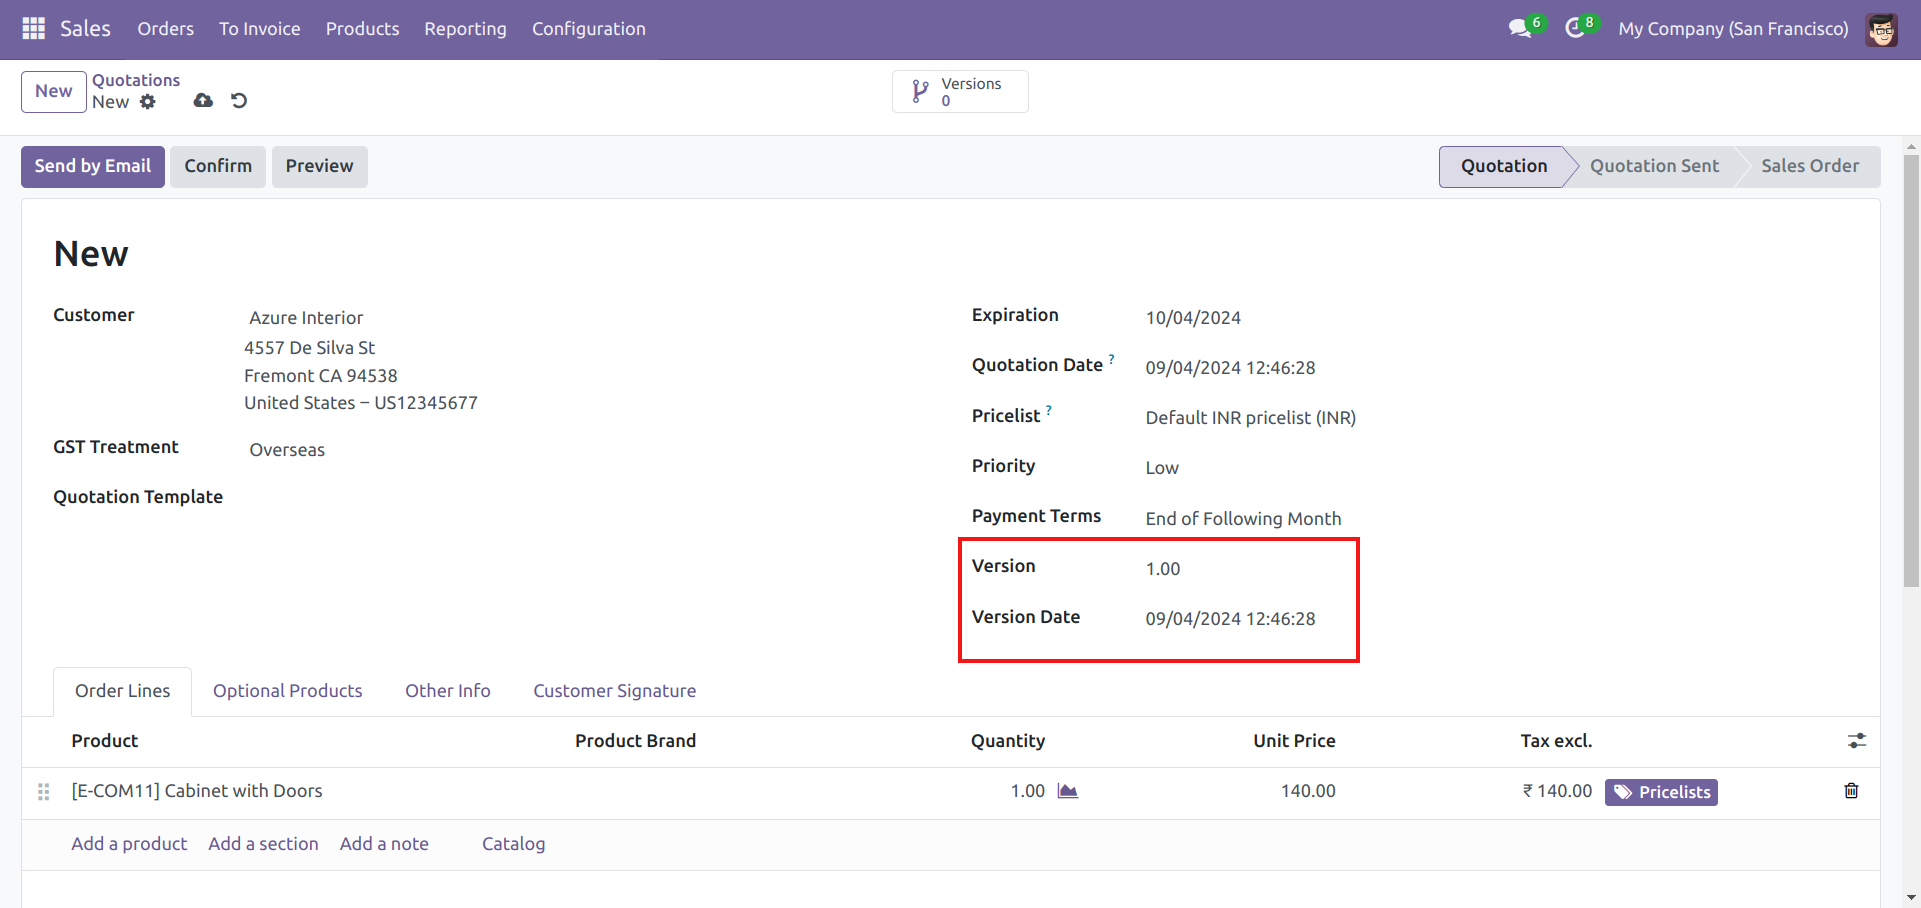 Sales Orders To Invoice Products Reporting Configuration 6 8 My Company (San Francisco)
New Quotations Versions
New 0
Send by Email Confirm Preview Quotation Quotation Sent Sales Order
New
Customer Azure Interior Expiration 10/04/2024
4557 De Silva St
Fremont CA 94538 Quotation Date ? 09/04/2024 12:46:28
United States – US12345677 Pricelist ? Default INR pricelist (INR)
GST Treatment Overseas Priority Low
Quotation Template Payment Terms End of Following Month
Version 1.00
Version Date 09/04/2024 12:46:28
Order Lines Optional Products Other Info Customer Signature
Product Product Brand Quantity Unit Price Tax excl.
[E-COM11] Cabinet with Doors 1.00 140.00 ₹ 140.00 Pricelists
Add a product Add a section Add a note Catalog